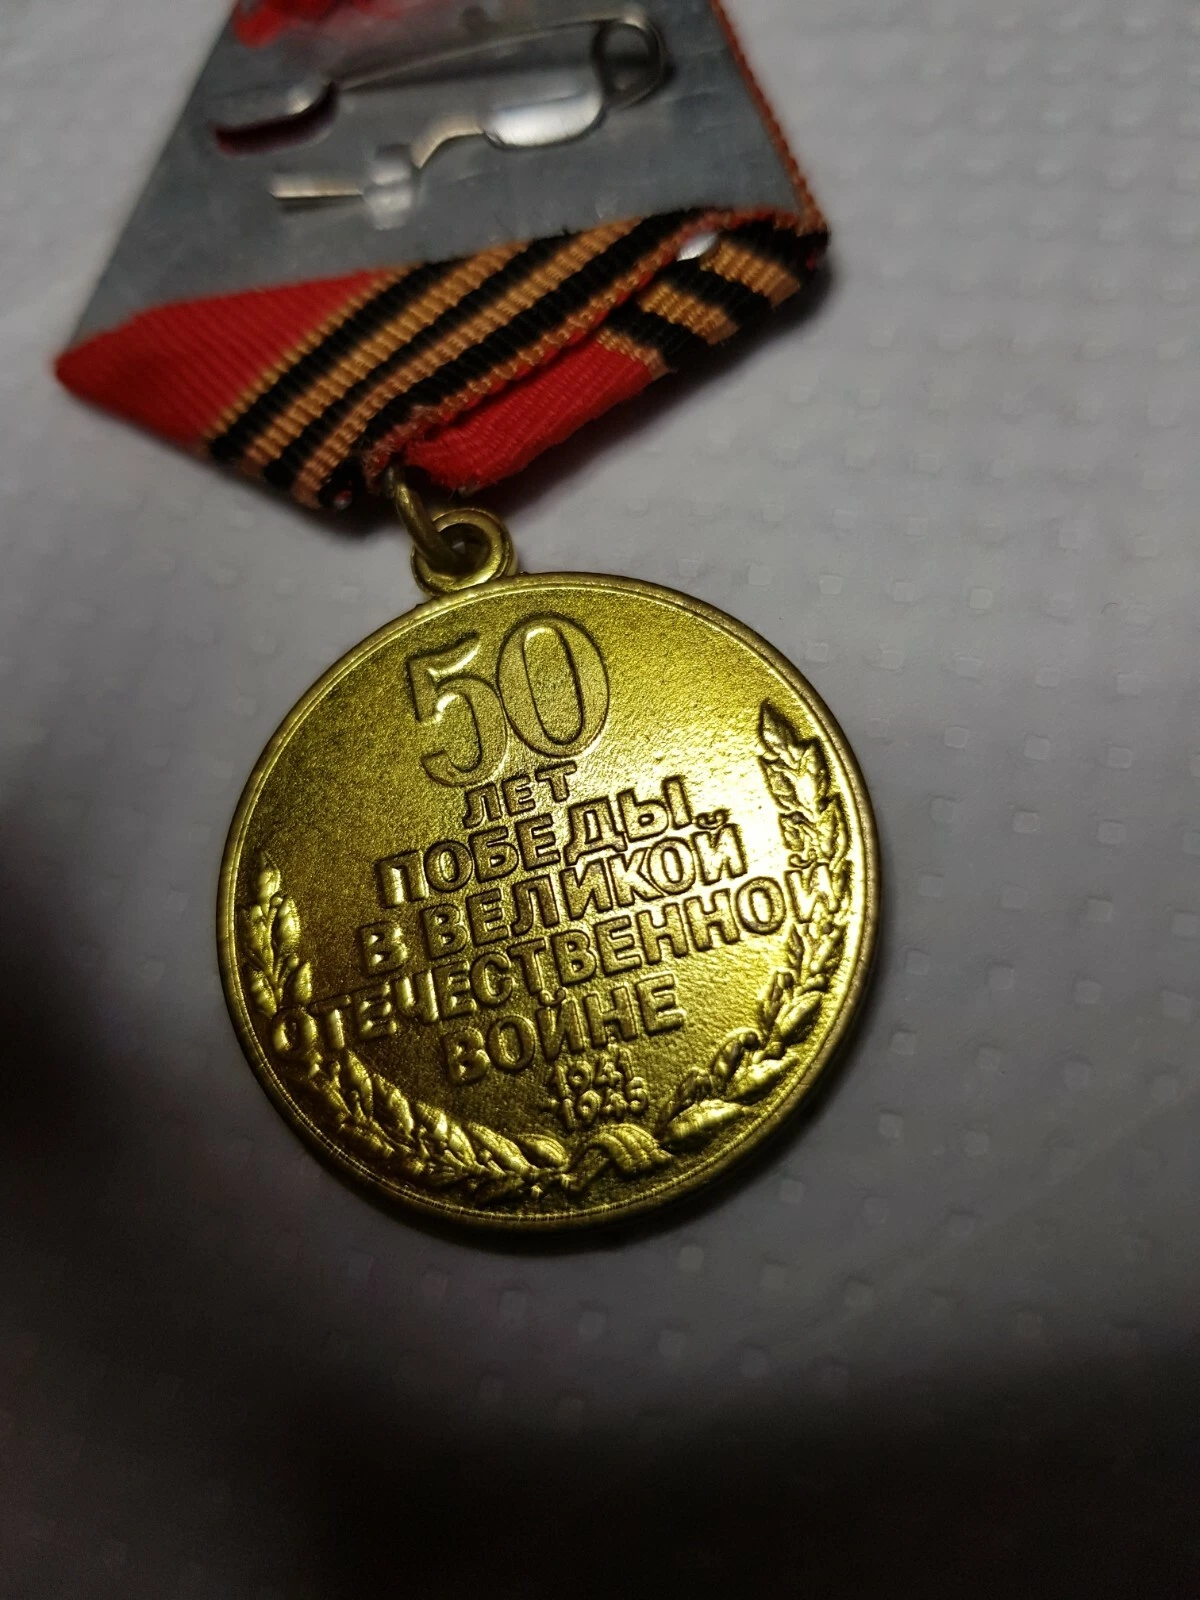 50
ЛЕТ
ПОБЕДЫ
В ВЕЛИКОЙ
ОТЕЧЕСТВЕННОЙ
ВОЙНЕ
1941
-1945